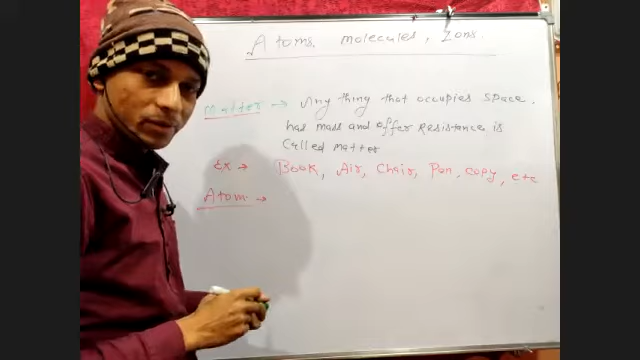 Atoms, molecules, Ions.
Matter → Any thing that occupies space.
has mass and offer resistance is
Called matter
Ex → Book, Air, Chair, Pen, copy, etc
Atom →